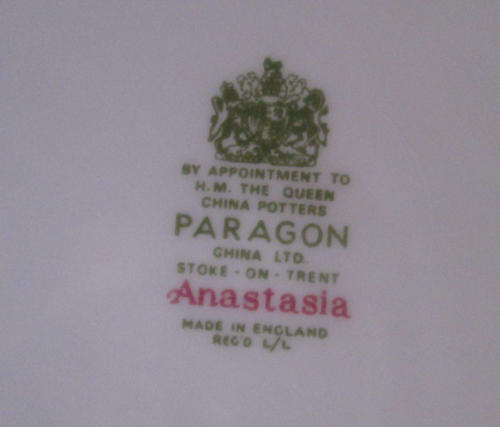 BY APPOINTMENT TO
H.M. THE QUEEN
CHINA POTTERS
PARAGON
CHINA LTD.
STOKE-ON-TRENT
Anastasia
MADE IN ENGLAND
REG'D L/L